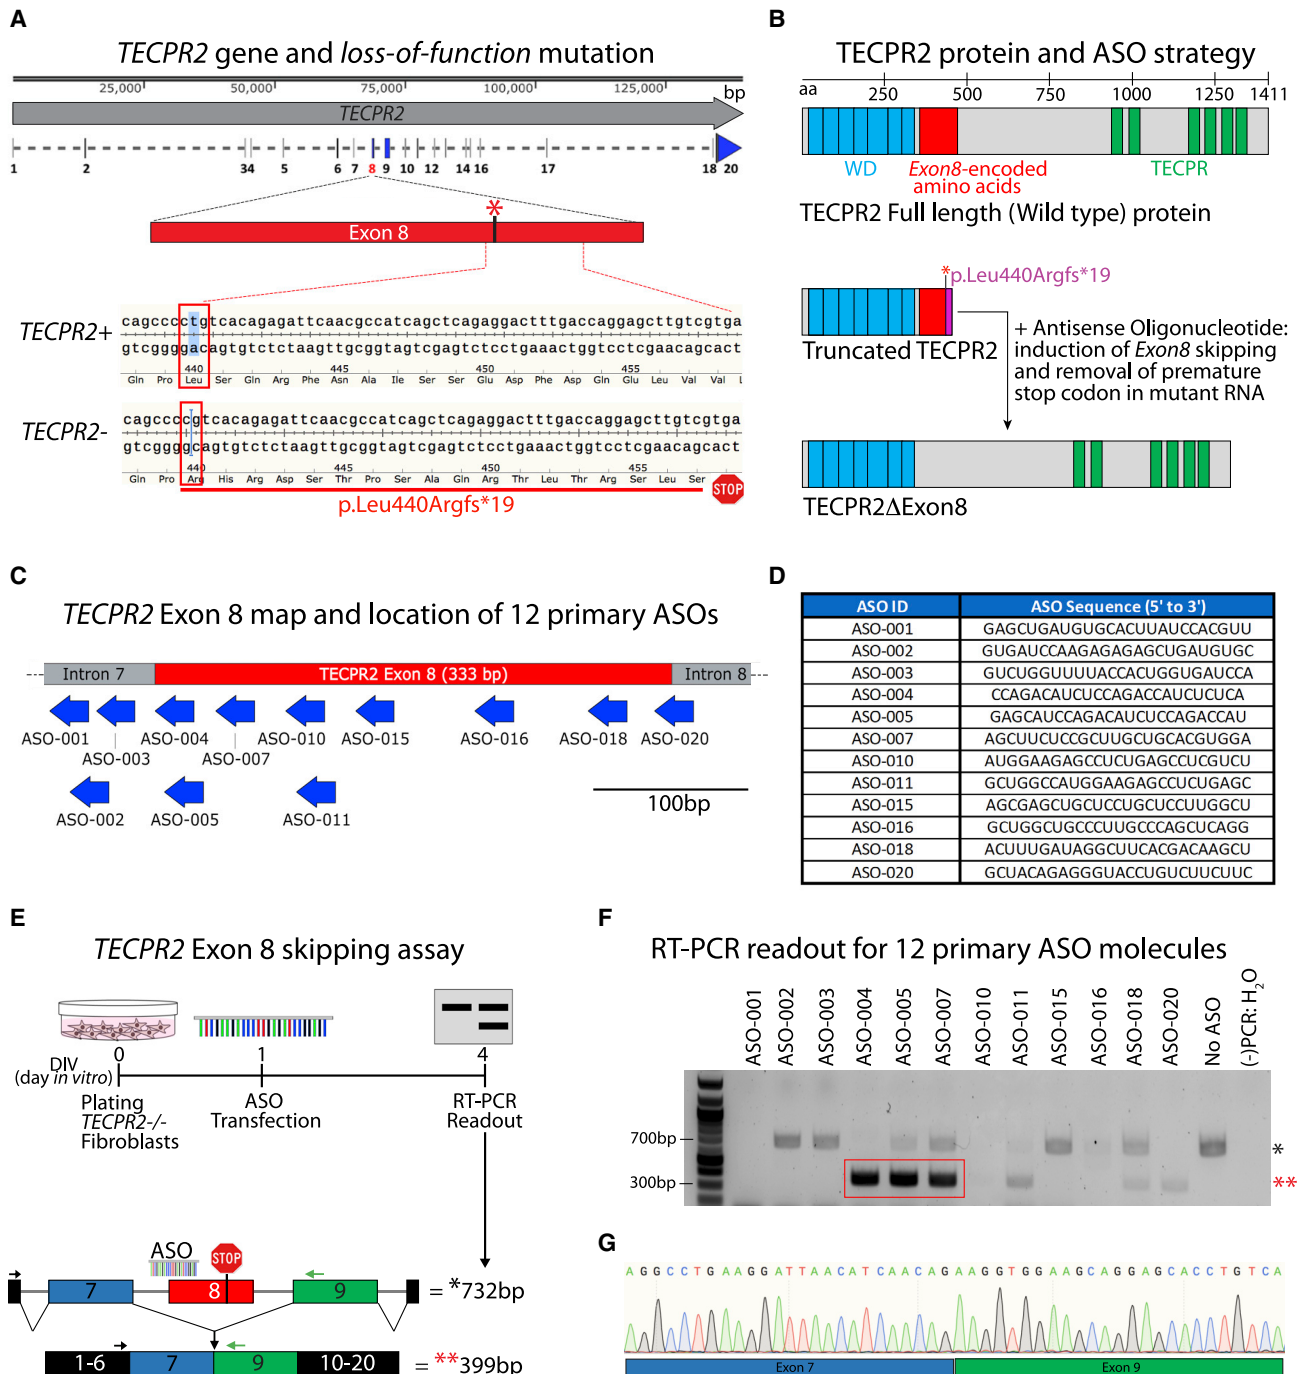 A
TECPR2 gene and loss-of-function mutation
25,000 50,000 75,000 100,000 125,000 bp
TECPR2
1 2 34 5 6 7 8 9 10 12 14 16 17 18 20
*
Exon 8
TECPR2+
cagcccctgtcacagagattcaacgccatcagctcagaggactttgaccaggagcttgtcgtga
gtcggggacagtgtctctaagttgcggtagtcgagtctcctgaaactggtcctcgaacagcact
440 445 450 455
Gln Pro Leu Ser Gln Arg Phe Asn Ala Ile Ser Ser Glu Asp Phe Asp Gln Glu Leu Val Val L
TECPR2-
cagccccgtcacagagattcaacgccatcagctcagaggactttgaccaggagcttgtcgtga
gtcggggcagtgtctctaagttgcggtagtcgagtctcctgaaactggtcctcgaacagcact
440 445 450 455
Gln Pro Arg His Arg Asp Ser Thr Pro Ser Ala Gln Arg Thr Leu Thr Arg Ser Leu Ser STOP
p.Leu440Argfs*19
B
TECPR2 protein and ASO strategy
aa 250 500 750 1000 1250 1411
WD Exon8-encoded amino acids TECPR
TECPR2 Full length (Wild type) protein
*p.Leu440Argfs*19
Truncated TECPR2
+ Antisense Oligonucleotide:
induction of Exon8 skipping
and removal of premature
stop codon in mutant RNA
TECPR2ΔExon8
C
TECPR2 Exon 8 map and location of 12 primary ASOs
Intron 7 TECPR2 Exon 8 (333 bp) Intron 8
ASO-001 ASO-004 ASO-010 ASO-015 ASO-016 ASO-018 ASO-020
ASO-003 ASO-007
ASO-002 ASO-005 ASO-011
100bp
D
ASO ID ASO Sequence (5' to 3')
ASO-001 GAGCUGAUGUGCACUUAUCCACGUU
ASO-002 GUGAUCCAAGAGAGAGCUGAUGUGC
ASO-003 GUCUGGUUUUACCACUGGUGAUCCA
ASO-004 CCAGACAUCUCCAGACCAUCUCUCA
ASO-005 GAGCAUCCAGACAUCUCCAGACCAU
ASO-007 AGCUUCUCCGCUUGCUGCACGUGGA
ASO-010 AUGGAAGAGCCUCUGAGCCUCGUCU
ASO-011 GCUGGCCAUGGAAGAGCCUCUGAGC
ASO-015 AGCGAGCUGCUCCUGCUCCUUGGCU
ASO-016 GCUGGCUGCCCUUGCCCAGCUCAGG
ASO-018 ACUUUGAUAGGCUUCACGACAAGCU
ASO-020 GCUACAGAGGGUACCUGUCUUCUUC
E
TECPR2 Exon 8 skipping assay
0 1 4
DIV
(day in vitro)
Plating
TECPR2-/-
Fibroblasts
ASO
Transfection
RT-PCR
Readout
ASO STOP
7 8 9 = *732bp
1-6 7 9 10-20 = **399bp
F
RT-PCR readout for 12 primary ASO molecules
ASO-001 ASO-002 ASO-003 ASO-004 ASO-005 ASO-007 ASO-010 ASO-011 ASO-015 ASO-016 ASO-018 ASO-020 No ASO (-)PCR: H2O
700bp *
300bp **
G
AGGCCTGAAGGATTAACATCAACAGAAGGTGGAAGCAGGAGCACCTGTCA
Exon 7 Exon 9